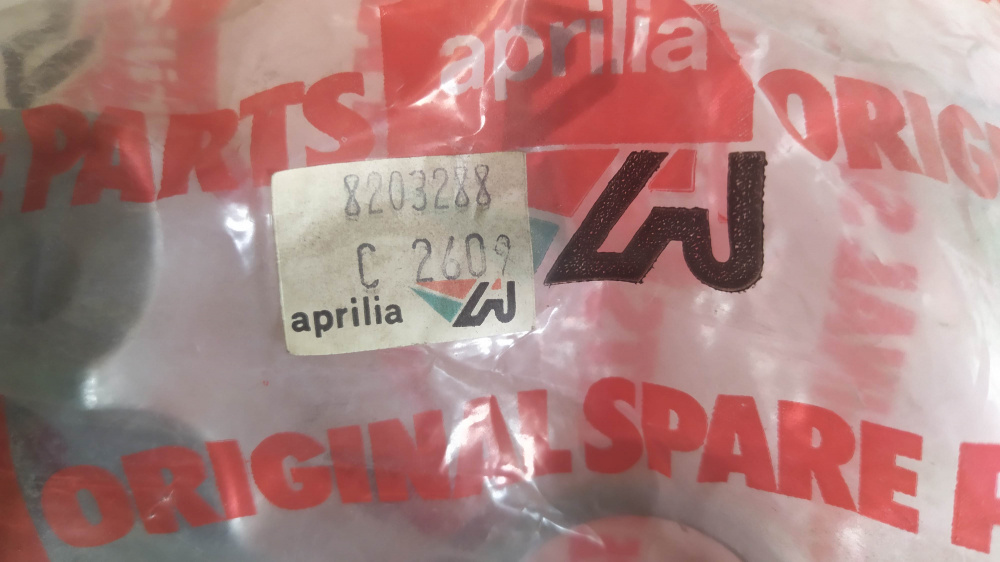 aprilia
PARTS ORIGI
8203288
C 2609
aprilia
ORIGINAL SPARE P